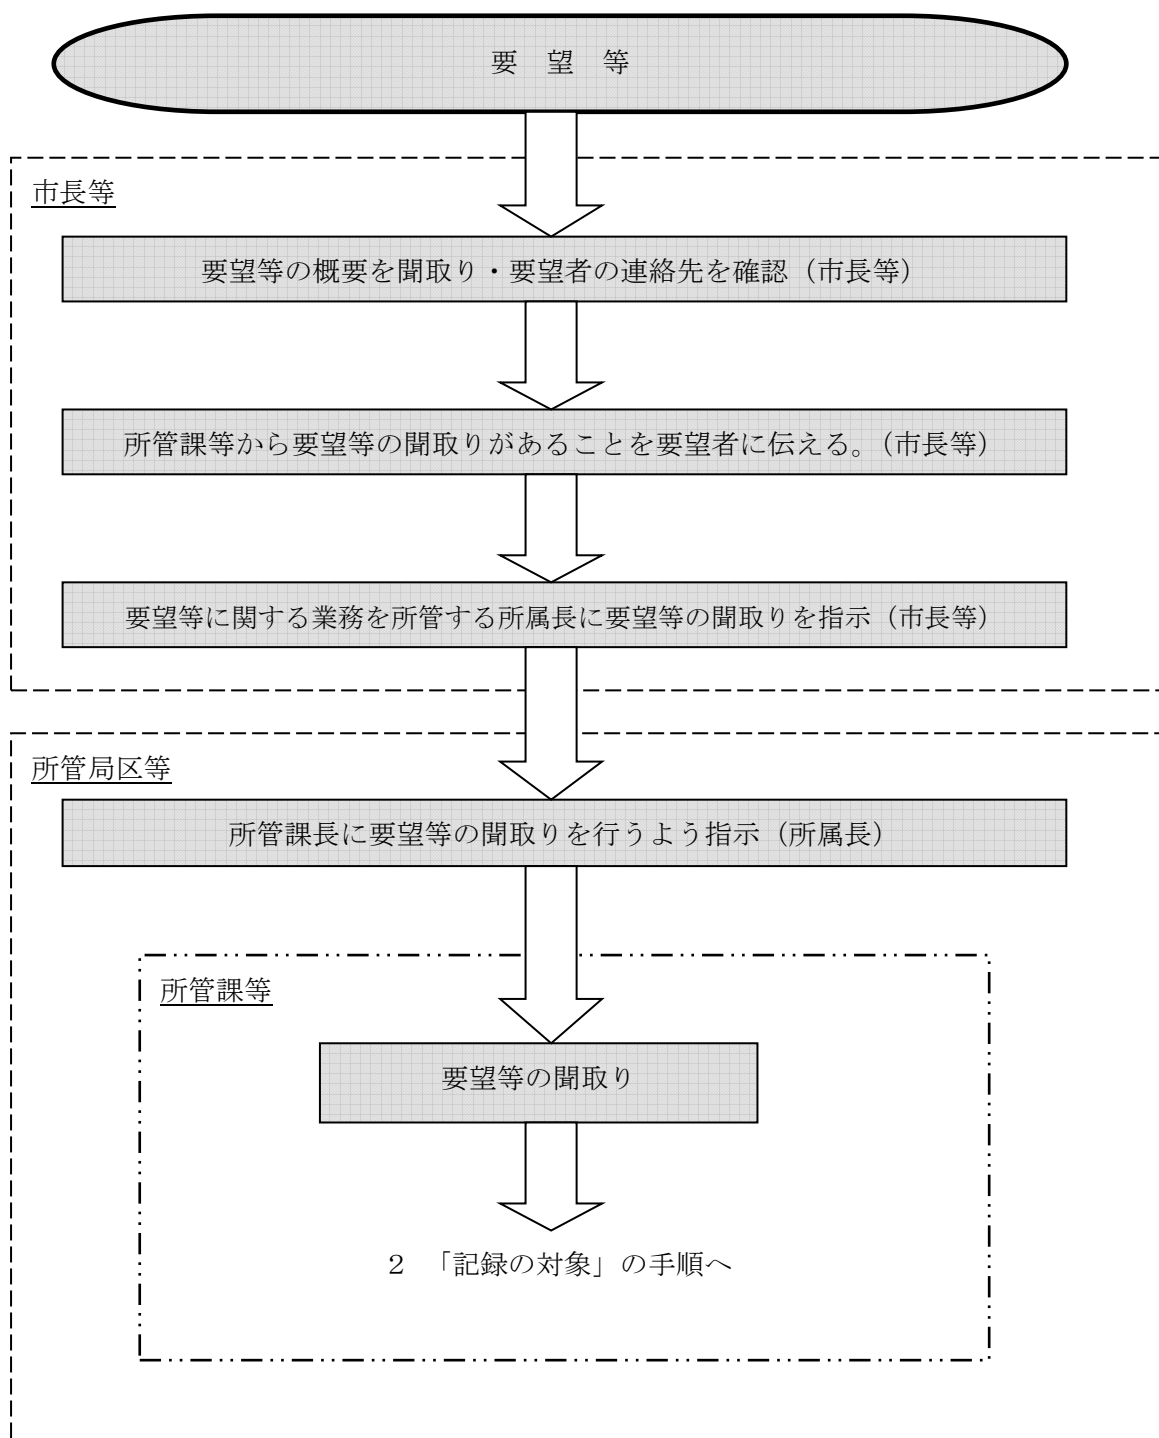 要　望　等
市長等
要望等の概要を聞取り・要望者の連絡先を確認（市長等）
所管課等から要望等の聞取りがあることを要望者に伝える。（市長等）
要望等に関する業務を所管する所属長に要望等の聞取りを指示（市長等）
所管局区等
所管課長に要望等の聞取りを行うよう指示（所属長）
所管課等
要望等の聞取り
２　「記録の対象」の手順へ